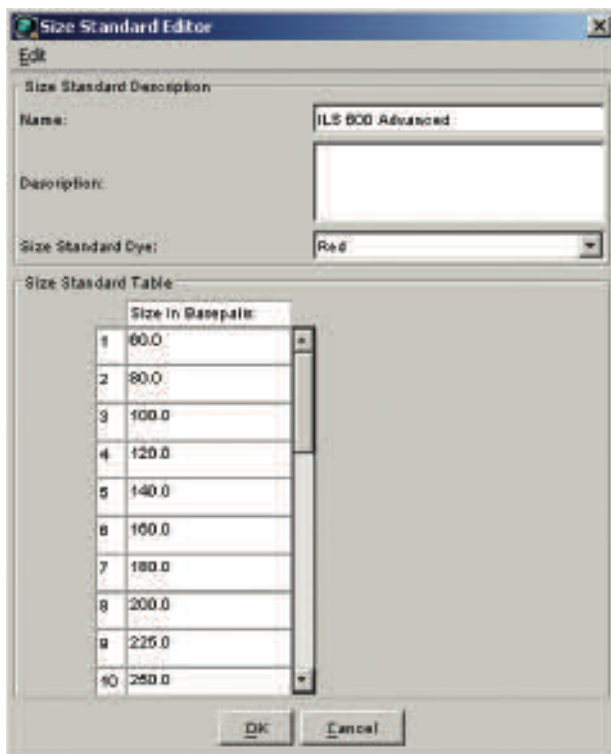 Size Standard Editor
Edit
Size Standard Description
Name:
ILS 600 Advanced
Description:
Size Standard Dye:
Red
Size Standard Table
Size In Basepairs
1 60.0
2 80.0
3 100.0
4 120.0
5 140.0
6 160.0
7 180.0
8 200.0
9 225.0
10 250.0
OK
Cancel